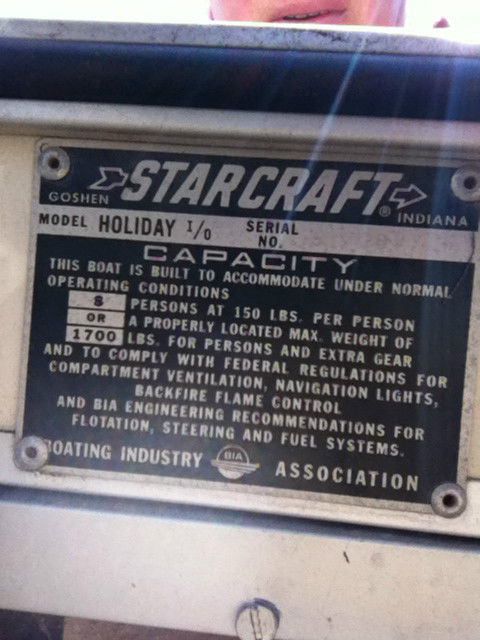 STARCRAFT®
GOSHEN INDIANA
MODEL HOLIDAY I/O SERIAL NO.
CAPACITY
THIS BOAT IS BUILT TO ACCOMMODATE UNDER NORMAL
OPERATING CONDITIONS
8 PERSONS AT 150 LBS. PER PERSON
OR A PROPERLY LOCATED MAX. WEIGHT OF
1700 LBS. FOR PERSONS AND EXTRA GEAR
AND TO COMPLY WITH FEDERAL REGULATIONS FOR
COMPARTMENT VENTILATION, NAVIGATION LIGHTS,
BACKFIRE FLAME CONTROL
AND BIA ENGINEERING RECOMMENDATIONS FOR
FLOTATION, STEERING AND FUEL SYSTEMS.
BOATING INDUSTRY BIA ASSOCIATION